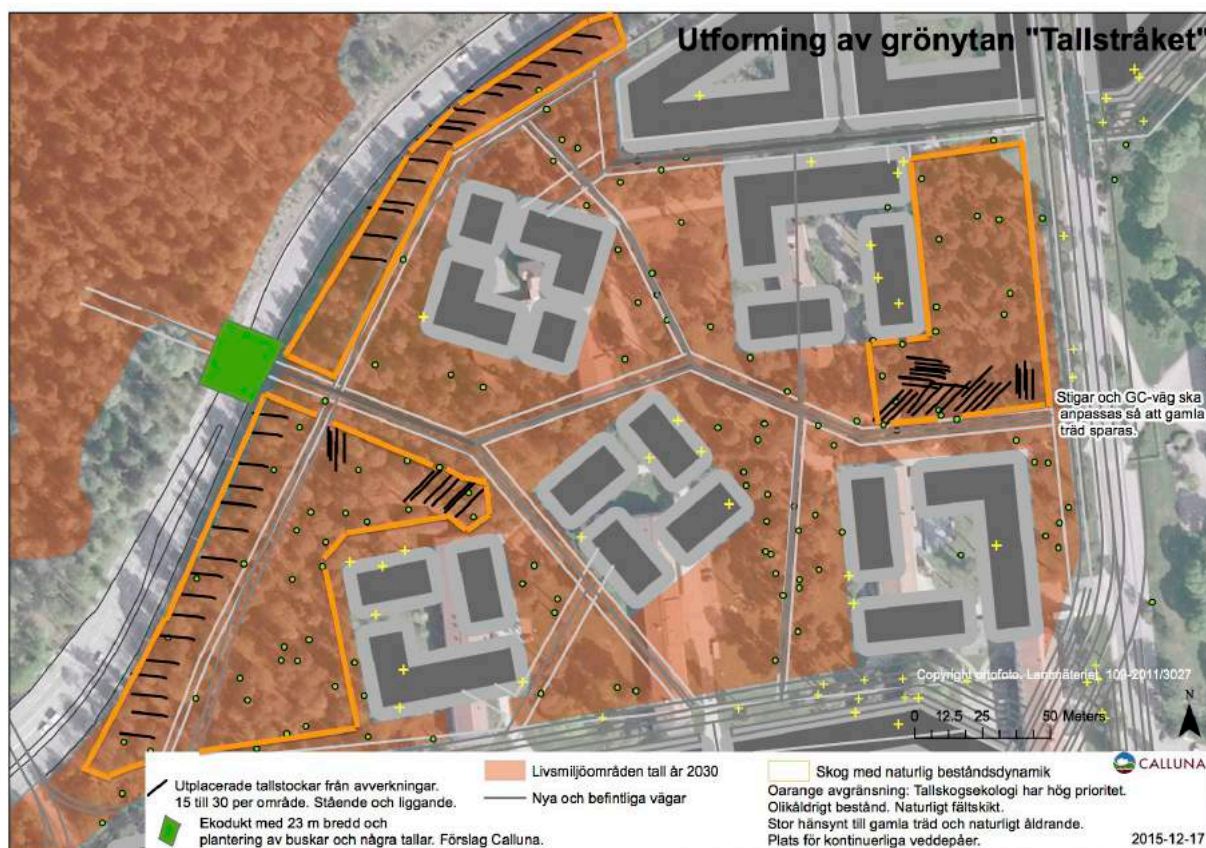 Utforming av grönytan "Tallstråket"
Stigar och GC-väg ska
anpassas så att gamla
träd sparas.
Copyright ortofoto: Lantmäteriet, 109-2011/3027
0 12.5 25 50 Meters
N
CALLUNA
Utplacerade tallstockar från avverkningar.
15 till 30 per område. Stående och liggande.
Ekodukt med 23 m bredd och
plantering av buskar och några tallar. Förslag Calluna.
Livsmiljöområden tall år 2030
Nya och befintliga vägar
Skog med naturlig beståndsdynamik
Oarange avgränsning: Tallskogsekologi har hög prioritet.
Olikåldrigt bestånd. Naturligt fältskikt.
Stor hänsynt till gamla träd och naturligt åldrande.
Plats för kontinuerliga veddepåer.
2015-12-17